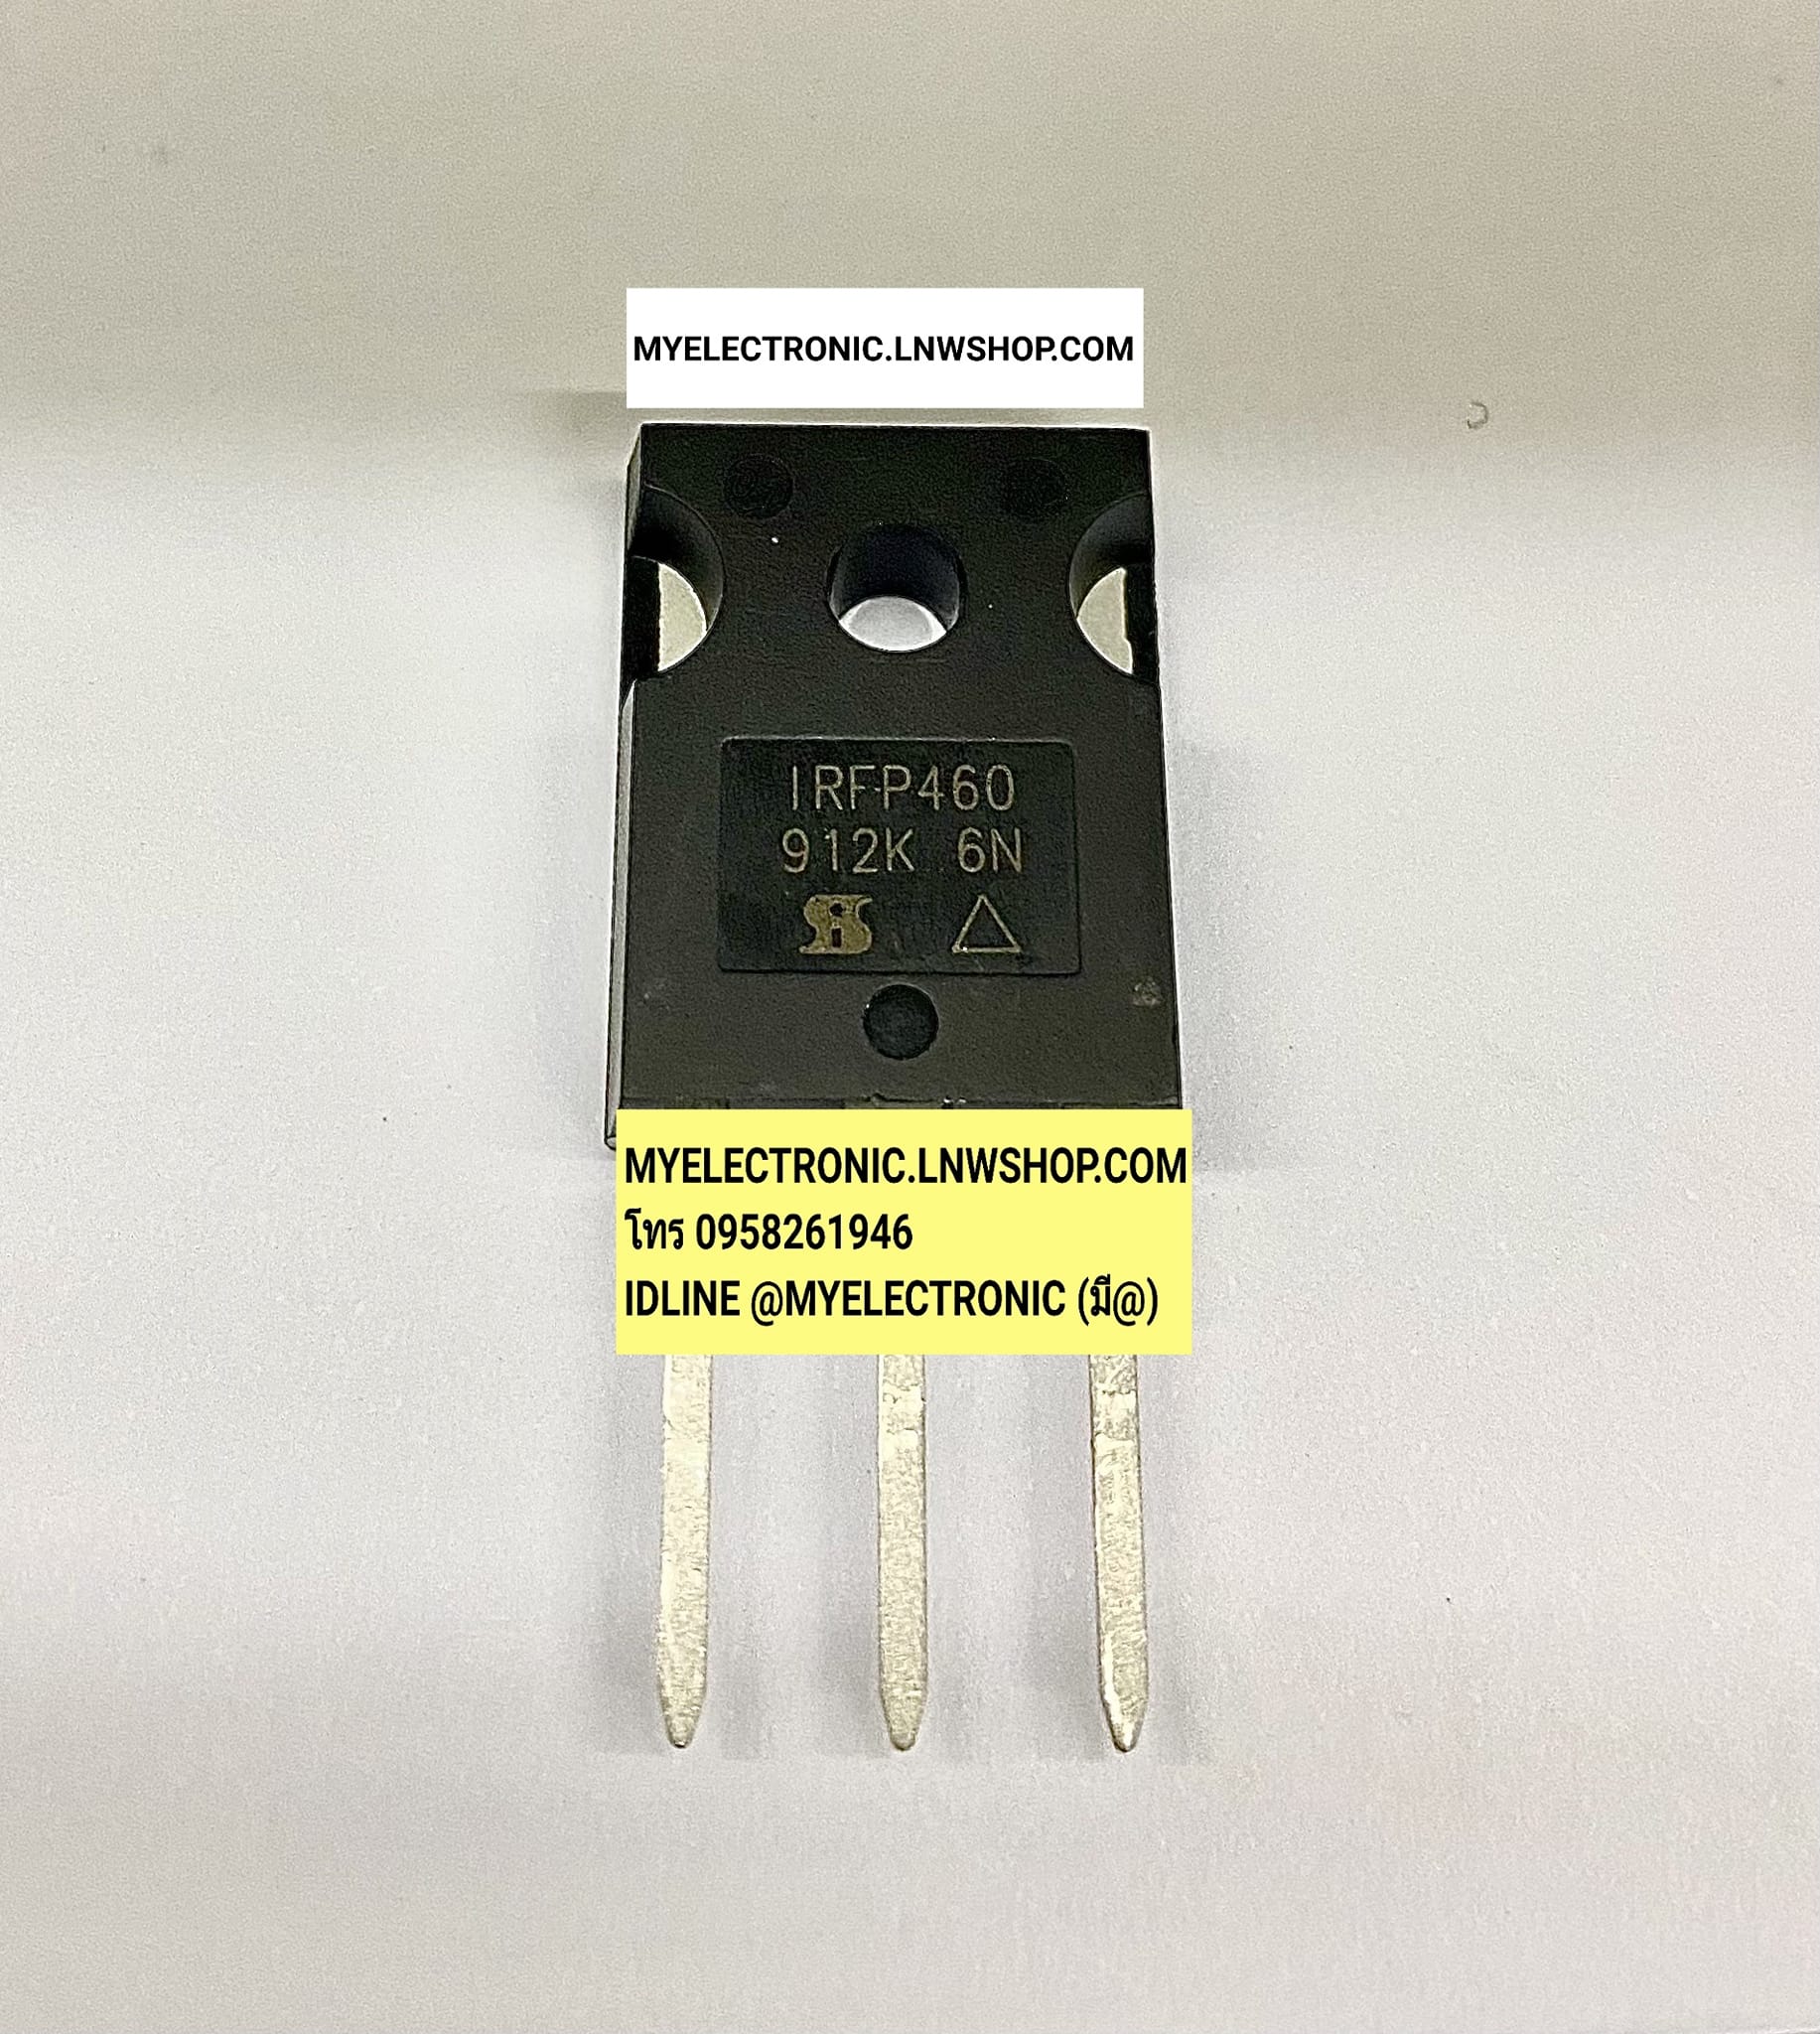 MYELECTRONIC.LNWSHOP.COM
IRFP460
912K 6N
MYELECTRONIC.LNWSHOP.COM
โทร 0958261946
IDLINE @MYELECTRONIC (มี@)